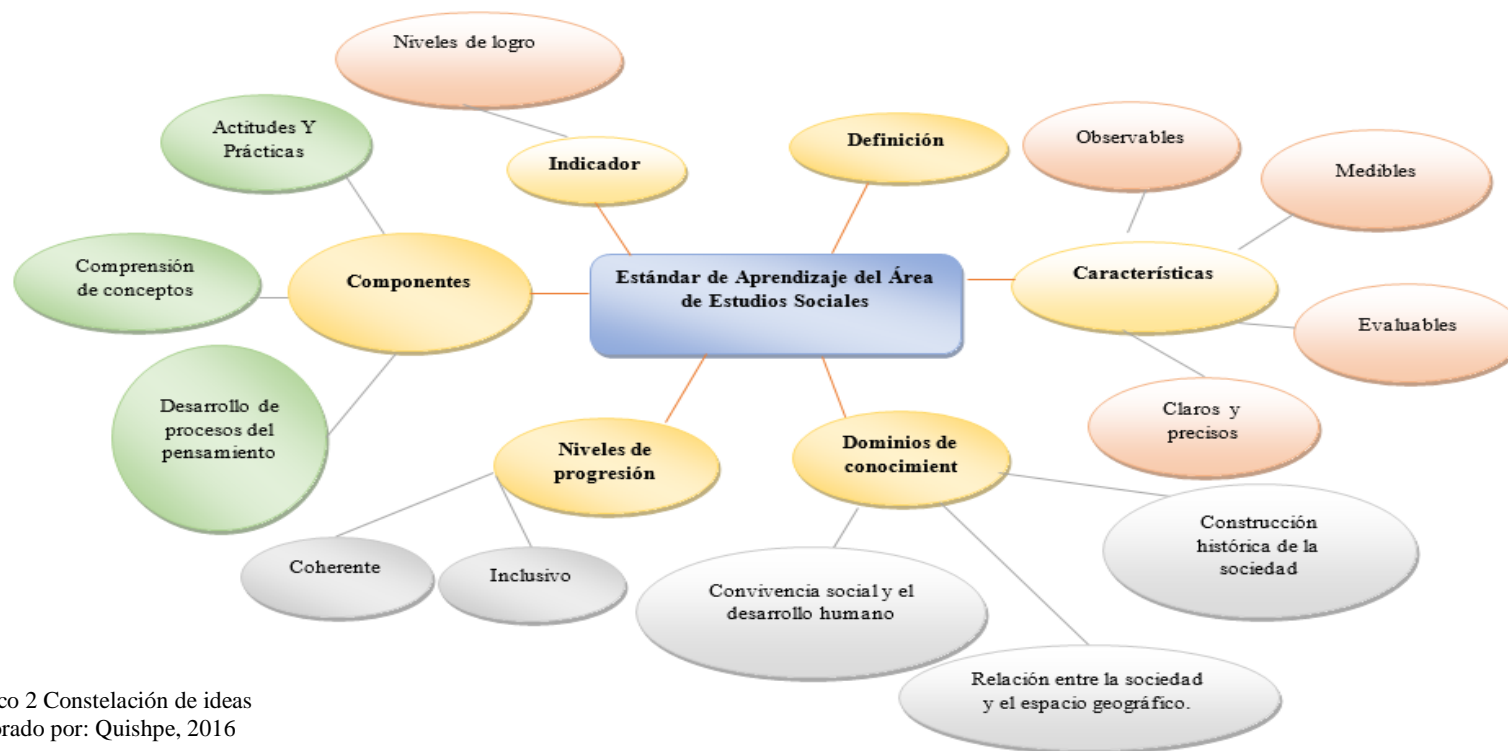 Niveles de logro
Actitudes Y
Prácticas
Indicador
Definición
Observables
Medibles
Comprensión
de conceptos
Componentes
Estándar de Aprendizaje del Área
de Estudios Sociales
Características
Evaluables
Desarrollo de
procesos del
pensamiento
Claros y
precisos
Niveles de
progresión
Dominios de
conocimient
Construcción
histórica de la
sociedad
Coherente
Inclusivo
Convivencia social y el
desarrollo humano
Relación entre la sociedad
y el espacio geográfico.
co 2 Constelación de ideas
orado por: Quishpe, 2016